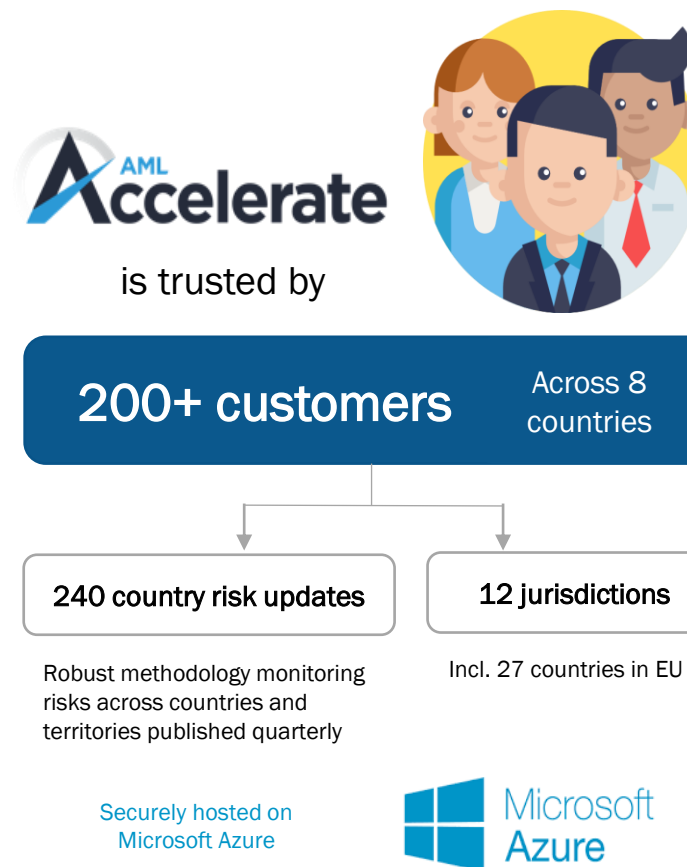 AML
Accelerate
is trusted by
200+ customers
Across 8
countries
240 country risk updates
12 jurisdictions
Robust methodology monitoring
risks across countries and
territories published quarterly
Incl. 27 countries in EU
Securely hosted on
Microsoft Azure
Microsoft
Azure